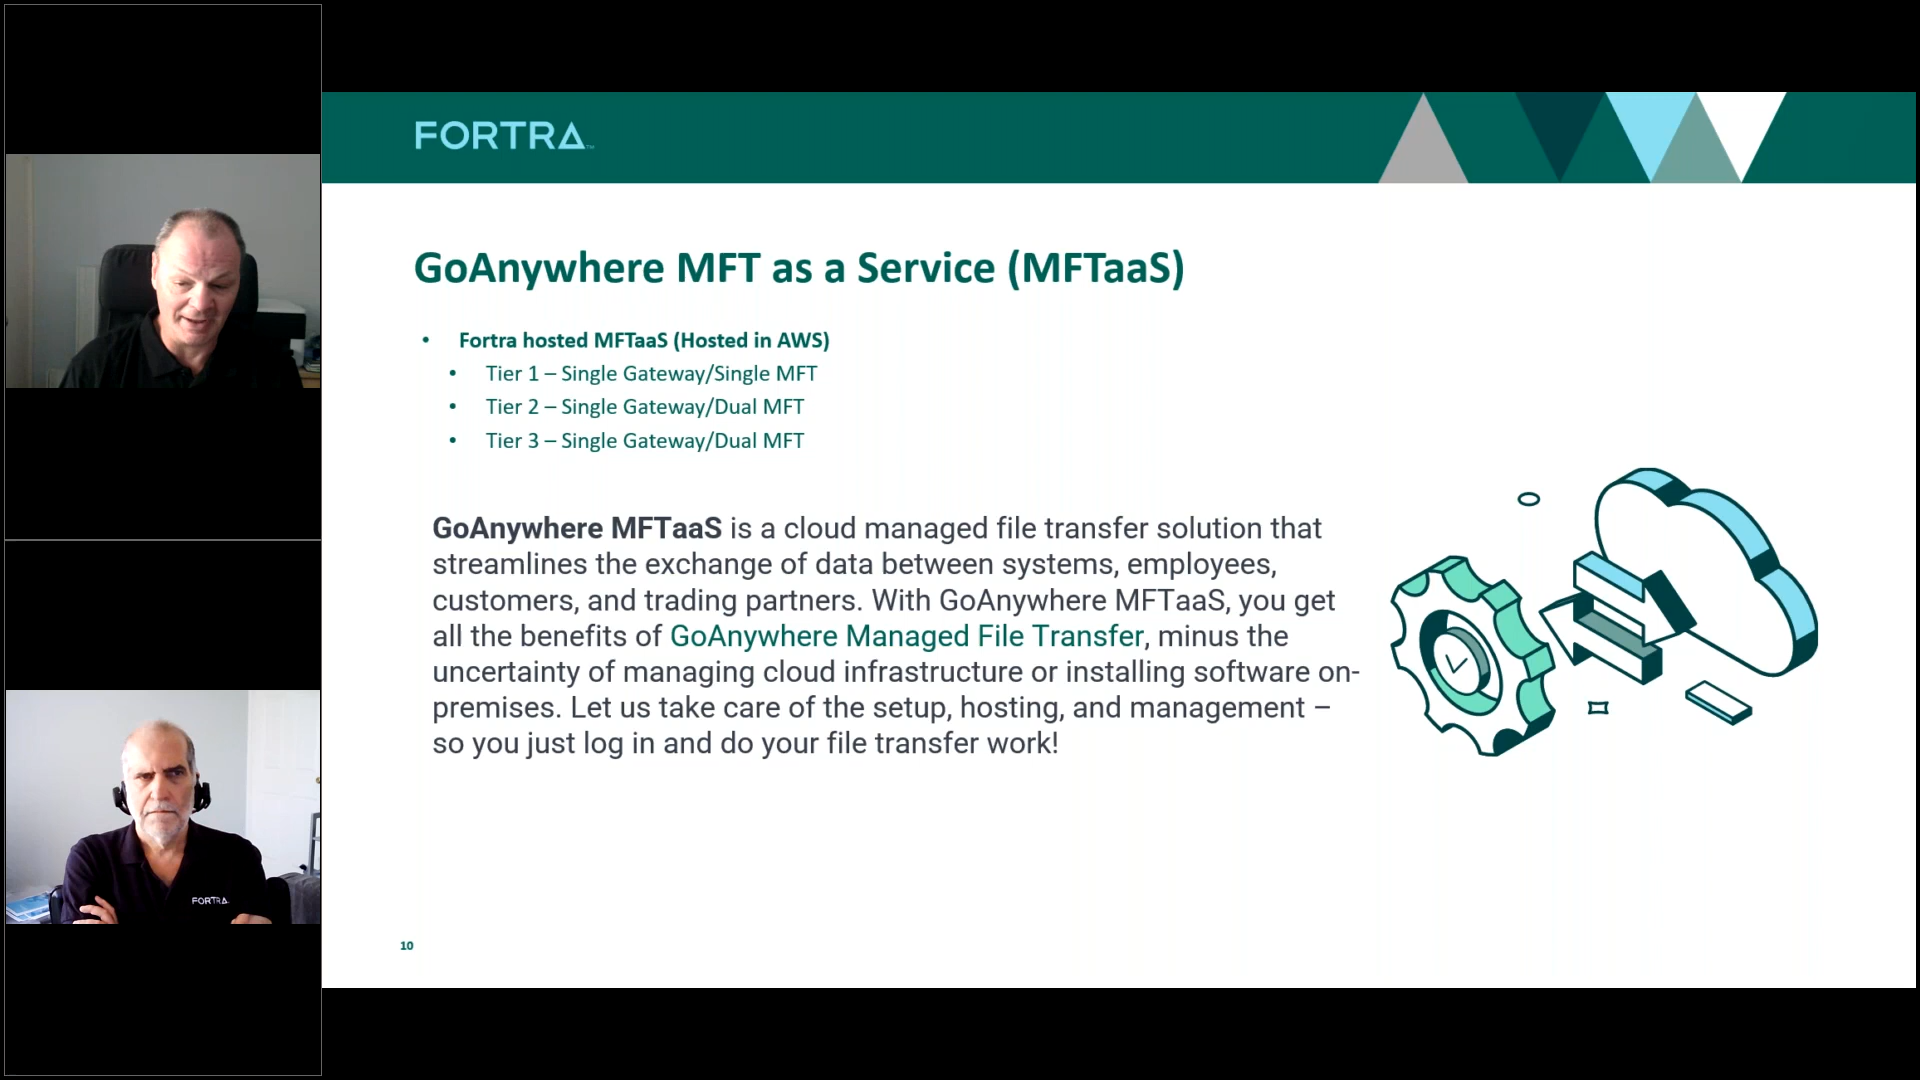 FORTRA™
GoAnywhere MFT as a Service (MFTaaS)
• Fortra hosted MFTaaS (Hosted in AWS)
• Tier 1 – Single Gateway/Single MFT
• Tier 2 – Single Gateway/Dual MFT
• Tier 3 – Single Gateway/Dual MFT
GoAnywhere MFTaaS is a cloud managed file transfer solution that
streamlines the exchange of data between systems, employees,
customers, and trading partners. With GoAnywhere MFTaaS, you get
all the benefits of GoAnywhere Managed File Transfer, minus the
uncertainty of managing cloud infrastructure or installing software on-
premises. Let us take care of the setup, hosting, and management –
so you just log in and do your file transfer work!
10
FORTRA